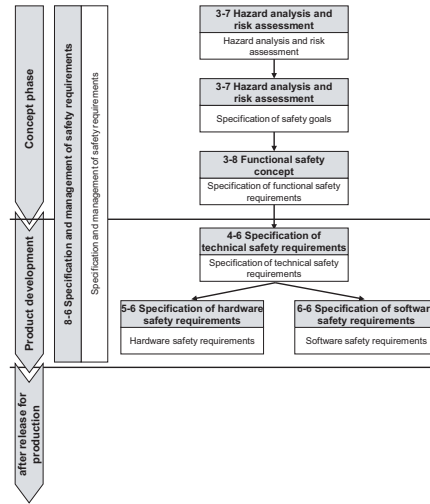 Concept phase
Product development
after release for
production
8-6 Specification and management of safety requirements
Specification and management of safety requirements
3-7 Hazard analysis and
risk assessment
Hazard analysis and risk
assessment
3-7 Hazard analysis and
risk assessment
Specification of safety goals
3-8 Functional safety
concept
Specification of functional safety
requirements
4-6 Specification of
technical safety requirements
Specification of technical safety
requirements
5-6 Specification of hardware
safety requirements
Hardware safety requirements
6-6 Specification of software
safety requirements
Software safety requirements